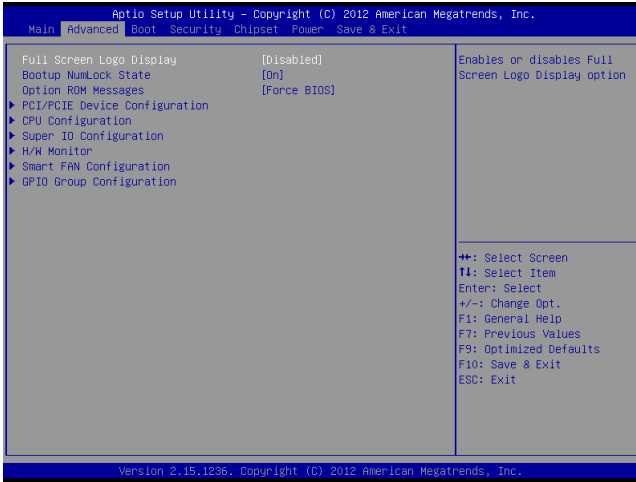 Aptio Setup Utility – Copyright (C) 2012 American Megatrends, Inc.
Main Advanced Boot Security Chipset Power Save & Exit
Full Screen Logo Display [Disabled]
Bootup NumLock State [On]
Option ROM Messages [Force BIOS]
▶ PCI/PCIE Device Configuration
▶ CPU Configuration
▶ Super IO Configuration
▶ H/W Monitor
▶ Smart FAN Configuration
▶ GPIO Group Configuration
Enables or disables Full
Screen Logo Display option
→←: Select Screen
↑↓: Select Item
Enter: Select
+/-: Change Opt.
F1: General Help
F7: Previous Values
F9: Optimized Defaults
F10: Save & Exit
ESC: Exit
Version 2.15.1236. Copyright (C) 2012 American Megatrends, Inc.